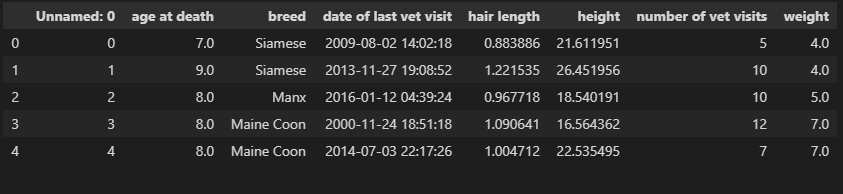 Unnamed: 0 age at death breed date of last vet visit hair length height number of vet visits weight
0 0 7.0 Siamese 2009-08-02 14:02:18 0.883886 21.611951 5 4.0
1 1 9.0 Siamese 2013-11-27 19:08:52 1.221535 26.451956 10 4.0
2 2 8.0 Manx 2016-01-12 04:39:24 0.967718 18.540191 10 5.0
3 3 8.0 Maine Coon 2000-11-24 18:51:18 1.090641 16.564362 12 7.0
4 4 8.0 Maine Coon 2014-07-03 22:17:26 1.004712 22.535495 7 7.0